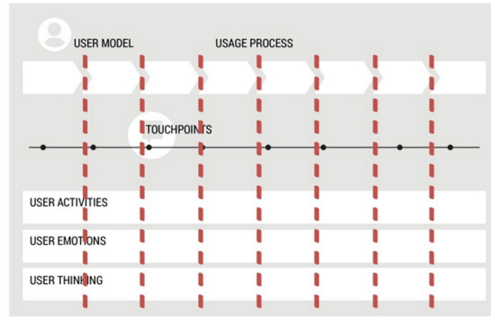 USER MODEL
USAGE PROCESS
TOUCHPOINTS
USER ACTIVITIES
USER EMOTIONS
USER THINKING